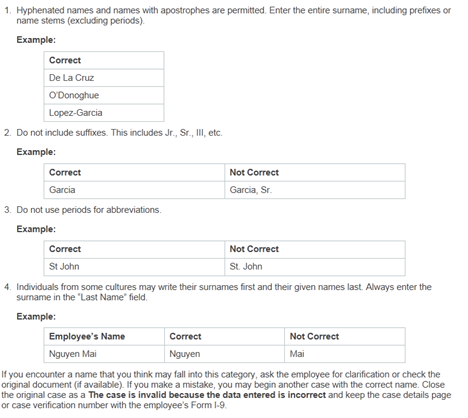 1. Hyphenated names and names with apostrophes are permitted. Enter the entire surname, including prefixes or
name stems (excluding periods).
Example:
Correct
De La Cruz
O'Donoghue
Lopez-Garcia
2. Do not include suffixes. This includes Jr., Sr., III, etc.
Example:
Correct Not Correct
Garcia Garcia, Sr.
3. Do not use periods for abbreviations.
Example:
Correct Not Correct
St John St. John
4. Individuals from some cultures may write their surnames first and their given names last. Always enter the
surname in the "Last Name" field.
Example:
Employee's Name Correct Not Correct
Nguyen Mai Nguyen Mai
If you encounter a name that you think may fall into this category, ask the employee for clarification or check the
original document (if available). If you make a mistake, you may begin another case with the correct name. Close
the original case as a The case is invalid because the data entered is incorrect and keep the case details page
or case verification number with the employee's Form I-9.